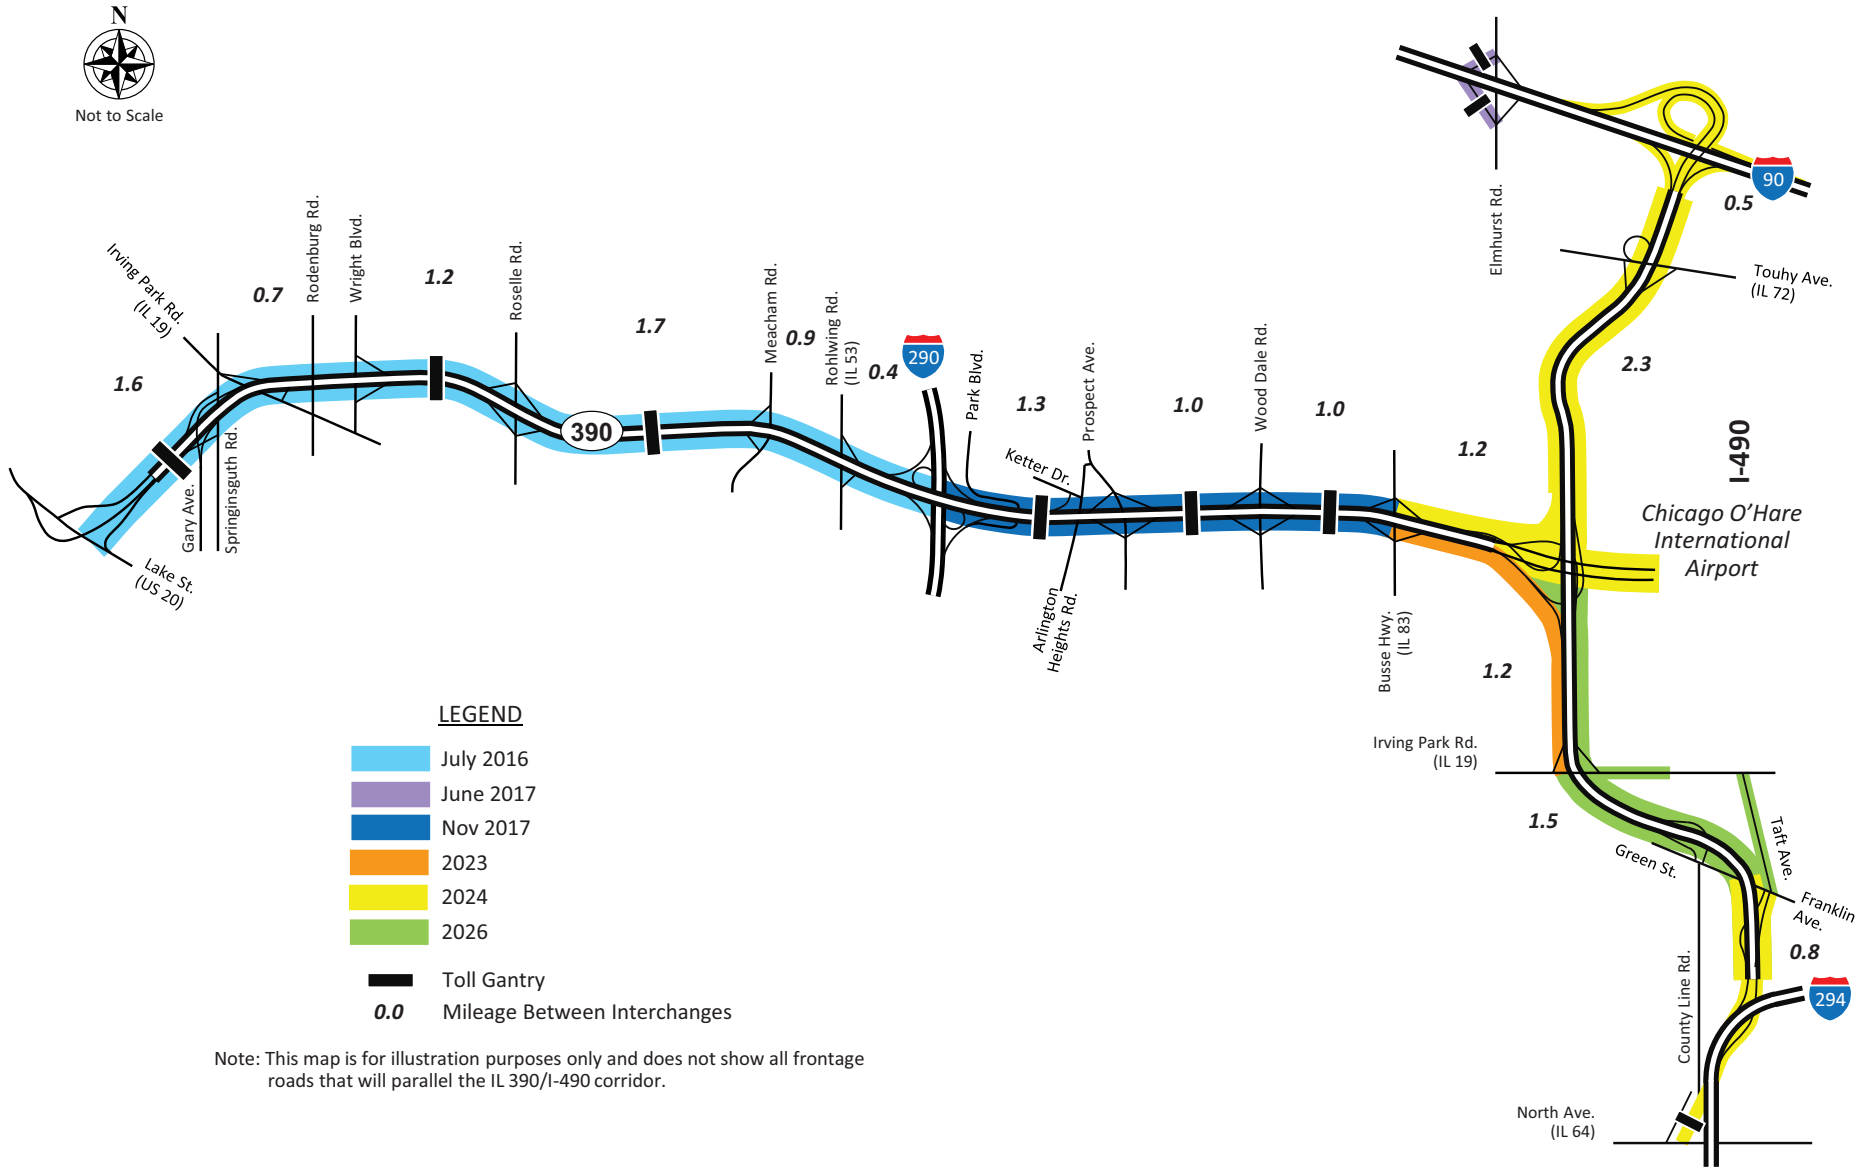 N
Not to Scale
90
0.5
Elmhurst Rd.
Touhy Ave.
(IL 72)
2.3
Irving Park Rd.
(IL 19)
0.7
Rodenburg Rd.
Wright Blvd.
1.2
Roselle Rd.
1.7
Meacham Rd.
0.9
Rohlwing Rd.
(IL 53)
0.4
290
Park Blvd.
1.3
Prospect Ave.
1.0
Wood Dale Rd.
1.0
1.2
1.6
390
Ketter Dr.
I-490
Chicago O'Hare
International
Airport
Gary Ave.
Springinsguth Rd.
Lake St.
(US 20)
Arlington
Heights Rd.
Busse Hwy.
(IL 83)
1.2
Irving Park Rd.
(IL 19)
1.5
Green St.
Taft Ave.
Franklin
Ave.
0.8
294
County Line Rd.
North Ave.
(IL 64)
LEGEND
July 2016
June 2017
Nov 2017
2023
2024
2026
Toll Gantry
0.0 Mileage Between Interchanges
Note: This map is for illustration purposes only and does not show all frontage
roads that will parallel the IL 390/I-490 corridor.